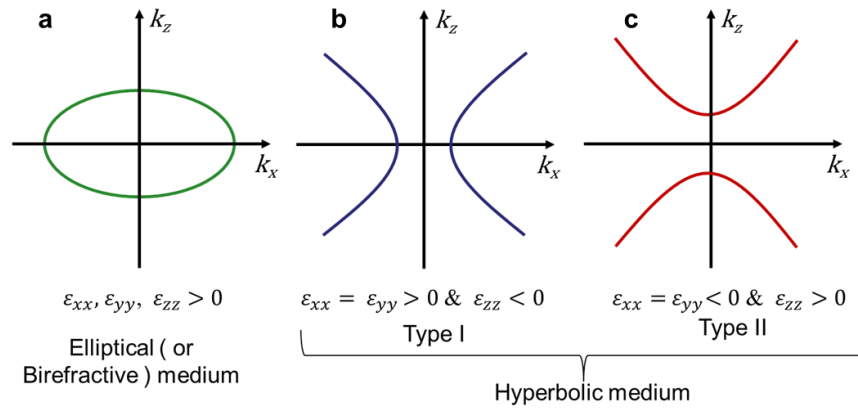 a
k_z
k_x
ε_xx, ε_yy, ε_zz > 0
Elliptical ( or
Birefractive ) medium
b
k_z
k_x
ε_xx = ε_yy > 0 & ε_zz < 0
Type I
c
k_z
k_x
ε_xx = ε_yy < 0 & ε_zz > 0
Type II
Hyperbolic medium